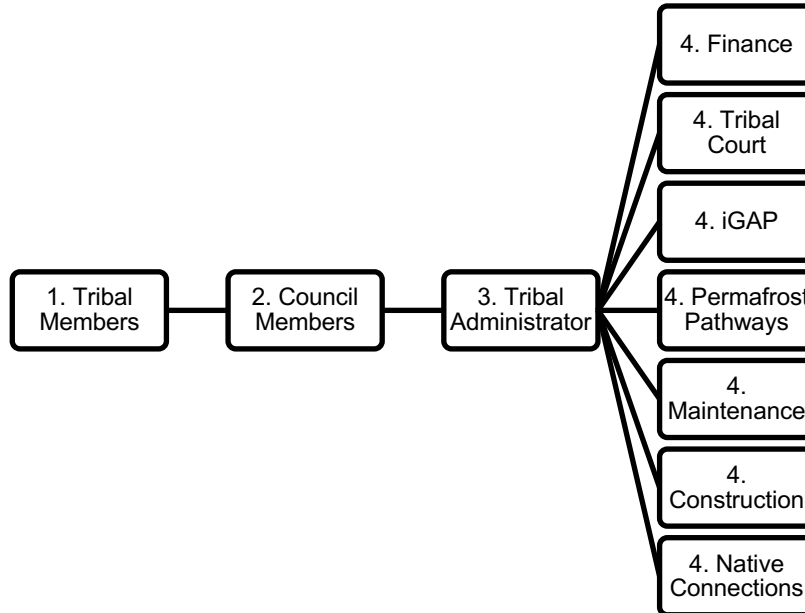 1. Tribal
Members
2. Council
Members
3. Tribal
Administrator
4. Finance
4. Tribal
Court
4. iGAP
4. Permafrost
Pathways
4.
Maintenance
4.
Construction
4. Native
Connections